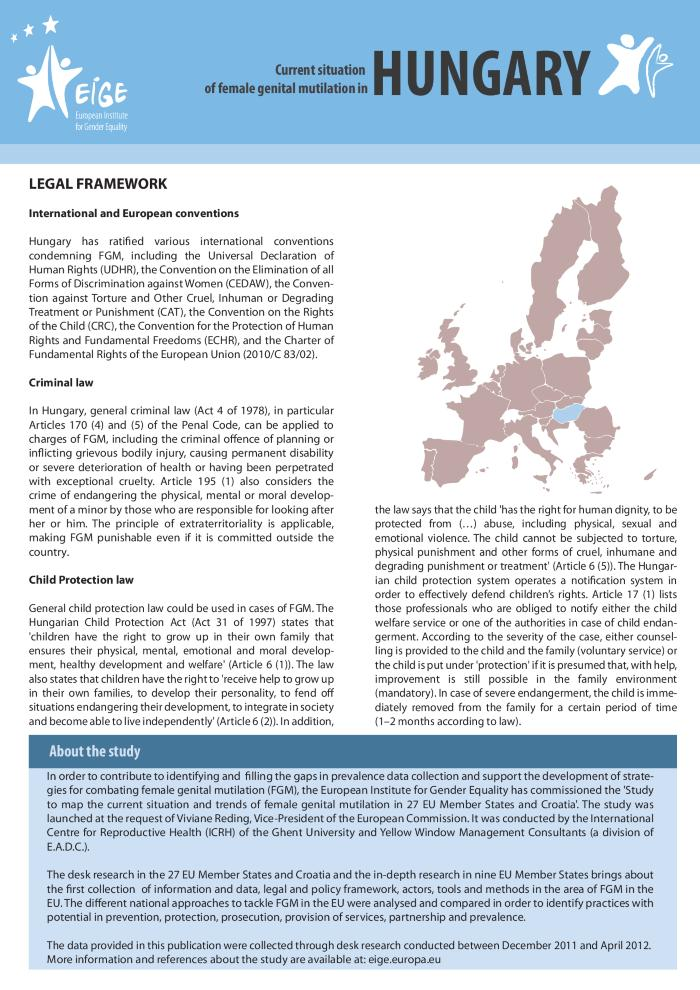 EIGE
European Institute
for Gender Equality
Current situation
of female genital mutilation in
HUNGARY
LEGAL FRAMEWORK
International and European conventions
Hungary has ratified various international conventions
condemning FGM, including the Universal Declaration of
Human Rights (UDHR), the Convention on the Elimination of all
Forms of Discrimination against Women (CEDAW), the Conven-
tion against Torture and Other Cruel, Inhuman or Degrading
Treatment or Punishment (CAT), the Convention on the Rights
of the Child (CRC), the Convention for the Protection of Human
Rights and Fundamental Freedoms (ECHR), and the Charter of
Fundamental Rights of the European Union (2010/C 83/02).
Criminal law
In Hungary, general criminal law (Act 4 of 1978), in particular
Articles 170 (4) and (5) of the Penal Code, can be applied to
charges of FGM, including the criminal offence of planning or
inflicting grievous bodily injury, causing permanent disability
or severe deterioration of health or having been perpetrated
with exceptional cruelty. Article 195 (1) also considers the
crime of endangering the physical, mental or moral develop-
ment of a minor by those who are responsible for looking after
her or him. The principle of extraterritoriality is applicable,
making FGM punishable even if it is committed outside the
country.
Child Protection law
General child protection law could be used in cases of FGM. The
Hungarian Child Protection Act (Act 31 of 1997) states that
'children have the right to grow up in their own family that
ensures their physical, mental, emotional and moral develop-
ment, healthy development and welfare' (Article 6 (1)). The law
also states that children have the right to 'receive help to grow up
in their own families, to develop their personality, to fend off
situations endangering their development, to integrate in society
and become able to live independently' (Article 6 (2)). In addition,
the law says that the child 'has the right for human dignity, to be
protected from (…) abuse, including physical, sexual and
emotional violence. The child cannot be subjected to torture,
physical punishment and other forms of cruel, inhumane and
degrading punishment or treatment' (Article 6 (5)). The Hungar-
ian child protection system operates a notification system in
order to effectively defend children's rights. Article 17 (1) lists
those professionals who are obliged to notify either the child
welfare service or one of the authorities in case of child endan-
germent. According to the severity of the case, either counsel-
ling is provided to the child and the family (voluntary service) or
the child is put under 'protection' if it is presumed that, with help,
improvement is still possible in the family environment
(mandatory). In case of severe endangerment, the child is imme-
diately removed from the family for a certain period of time
(1–2 months according to law).
About the study
In order to contribute to identifying and filling the gaps in prevalence data collection and support the development of strate-
gies for combating female genital mutilation (FGM), the European Institute for Gender Equality has commissioned the 'Study
to map the current situation and trends of female genital mutilation in 27 EU Member States and Croatia'. The study was
launched at the request of Viviane Reding, Vice-President of the European Commission. It was conducted by the International
Centre for Reproductive Health (ICRH) of the Ghent University and Yellow Window Management Consultants (a division of
E.A.D.C.).
The desk research in the 27 EU Member States and Croatia and the in-depth research in nine EU Member States brings about
the first collection of information and data, legal and policy framework, actors, tools and methods in the area of FGM in the
EU. The different national approaches to tackle FGM in the EU were analysed and compared in order to identify practices with
potential in prevention, protection, prosecution, provision of services, partnership and prevalence.
The data provided in this publication were collected through desk research conducted between December 2011 and April 2012.
More information and references about the study are available at: eige.europa.eu